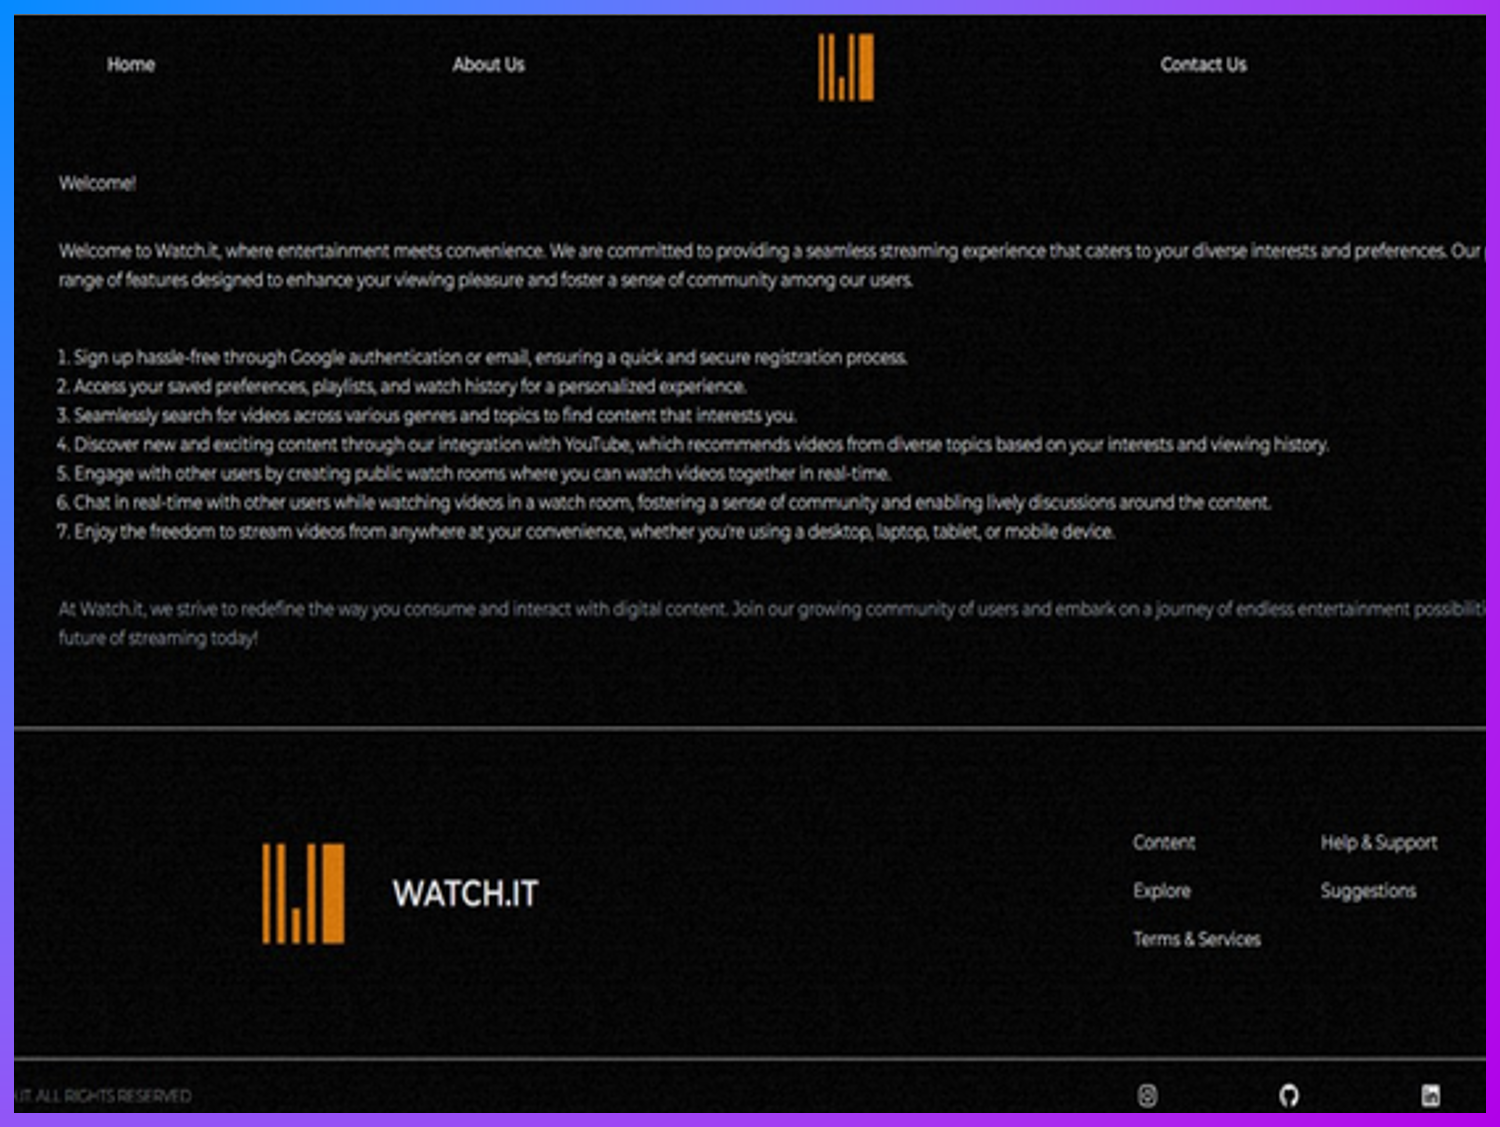 Home About Us Contact Us
Welcome!
Welcome to Watch.it, where entertainment meets convenience. We are committed to providing a seamless streaming experience that caters to your diverse interests and preferences. Our
range of features designed to enhance your viewing pleasure and foster a sense of community among our users.
1. Sign up hassle-free through Google authentication or email, ensuring a quick and secure registration process.
2. Access your saved preferences, playlists, and watch history for a personalized experience.
3. Seamlessly search for videos across various genres and topics to find content that interests you.
4. Discover new and exciting content through our integration with YouTube, which recommends videos from diverse topics based on your interests and viewing history.
5. Engage with other users by creating public watch rooms where you can watch videos together in real-time.
6. Chat in real-time with other users while watching videos in a watch room, fostering a sense of community and enabling lively discussions around the content.
7. Enjoy the freedom to stream videos from anywhere at your convenience, whether you're using a desktop, laptop, tablet, or mobile device.
At Watch.it, we strive to redefine the way you consume and interact with digital content. Join our growing community of users and embark on a journey of endless entertainment
future of streaming today!
WATCH.IT
Content Help & Support
Explore Suggestions
Terms & Services
ALL RIGHTS RESERVED